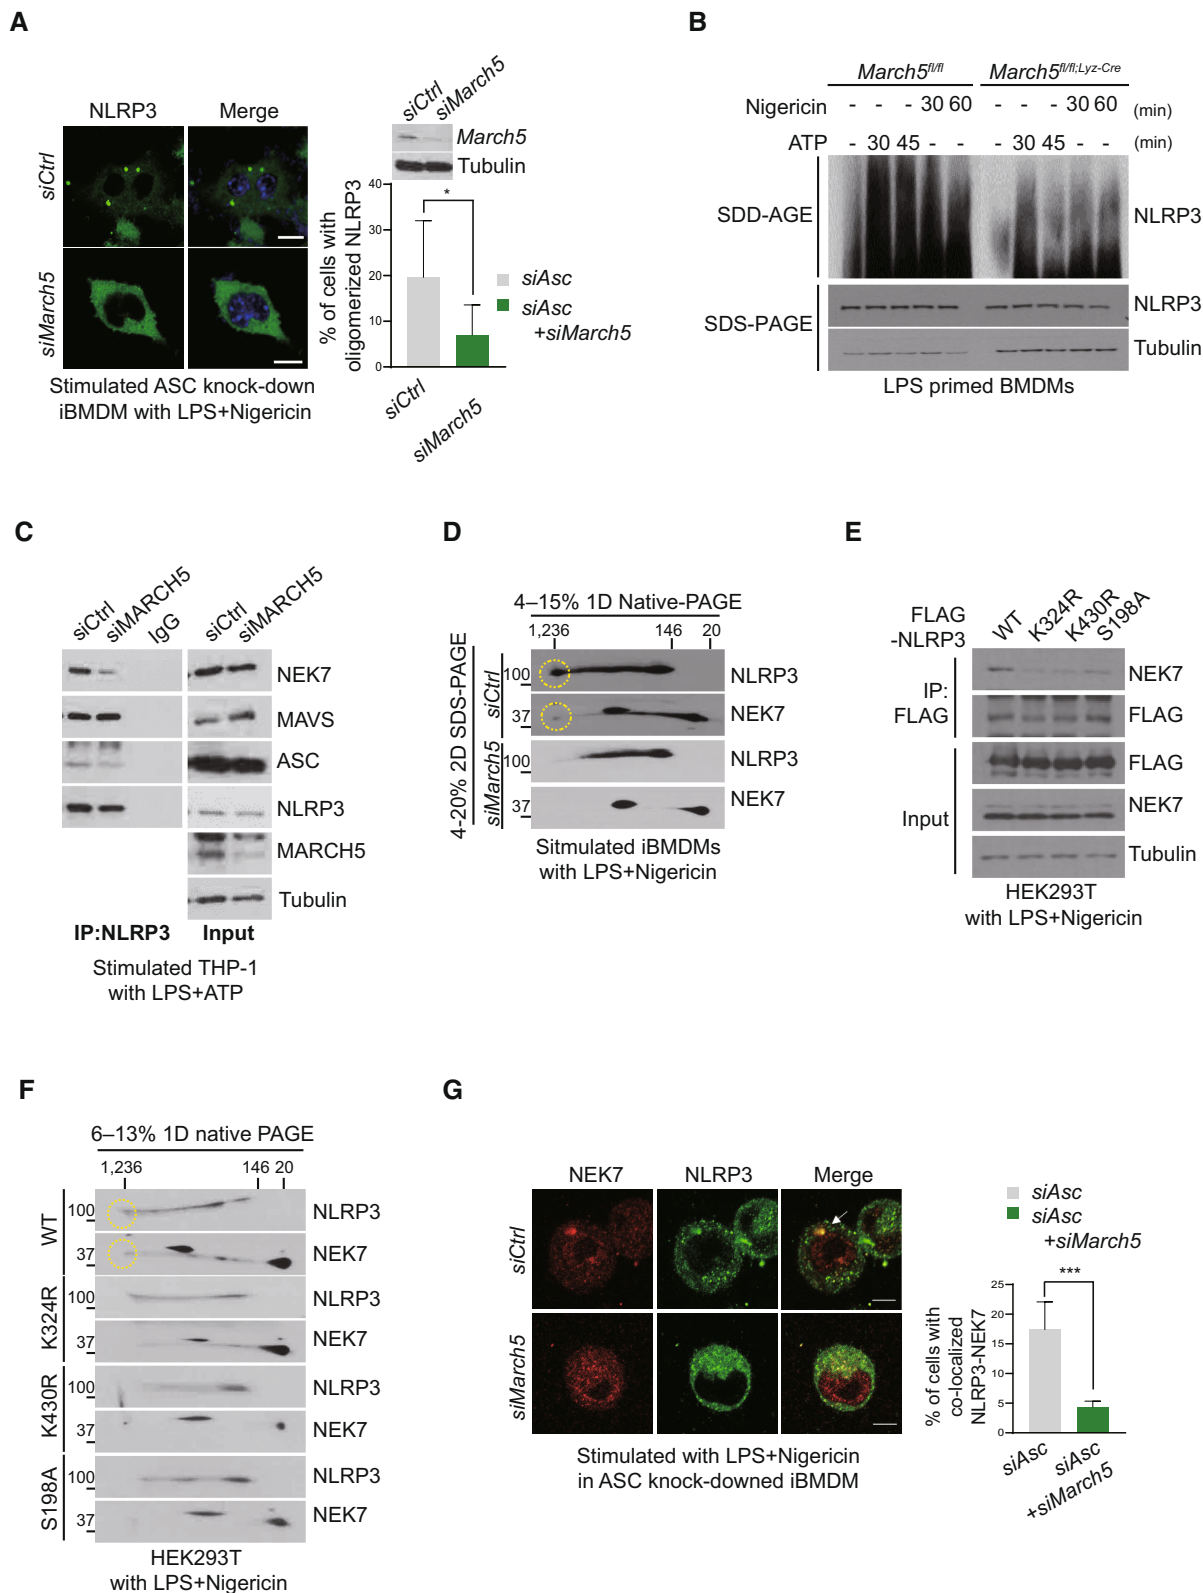 A
NLRP3
Merge
siCtrl
siMarch5
Stimulated ASC knock-down
iBMDM with LPS+Nigericin
siCtrl
siMarch5
March5
Tubulin
% of cells with
oligomerized NLRP3
40
30
20
10
0
*
siAsc
siAsc
+siMarch5
siCtrl
siMarch5
B
March5fl/fl
March5fl/fl;Lyz-Cre
Nigericin - - - 30 60 - - - 30 60 (min)
ATP - 30 45 - - - 30 45 - - (min)
SDD-AGE
NLRP3
SDS-PAGE
NLRP3
Tubulin
LPS primed BMDMs
C
siCtrl
siMARCH5
IgG
siCtrl
siMARCH5
NEK7
MAVS
ASC
NLRP3
MARCH5
Tubulin
IP:NLRP3
Input
Stimulated THP-1
with LPS+ATP
D
4–15% 1D Native-PAGE
1,236 146 20
4-20% 2D SDS-PAGE
siCtrl
siMarch5
100
NLRP3
37
NEK7
100
NLRP3
37
NEK7
Sitmulated iBMDMs
with LPS+Nigericin
E
FLAG
-NLRP3
WT
K324R
K430R
S198A
IP:
FLAG
NEK7
FLAG
Input
FLAG
NEK7
Tubulin
HEK293T
with LPS+Nigericin
F
6–13% 1D native PAGE
1,236 146 20
WT
100
NLRP3
37
NEK7
K324R
100
NLRP3
37
NEK7
K430R
100
NLRP3
37
NEK7
S198A
100
NLRP3
37
NEK7
HEK293T
with LPS+Nigericin
G
NEK7
NLRP3
Merge
siCtrl
siMarch5
Stimulated with LPS+Nigericin
in ASC knock-downed iBMDM
siAsc
siAsc
+siMarch5
% of cells with
co-localized
NLRP3-NEK7
25
20
15
10
5
0
***
siAsc
siAsc
+siMarch5